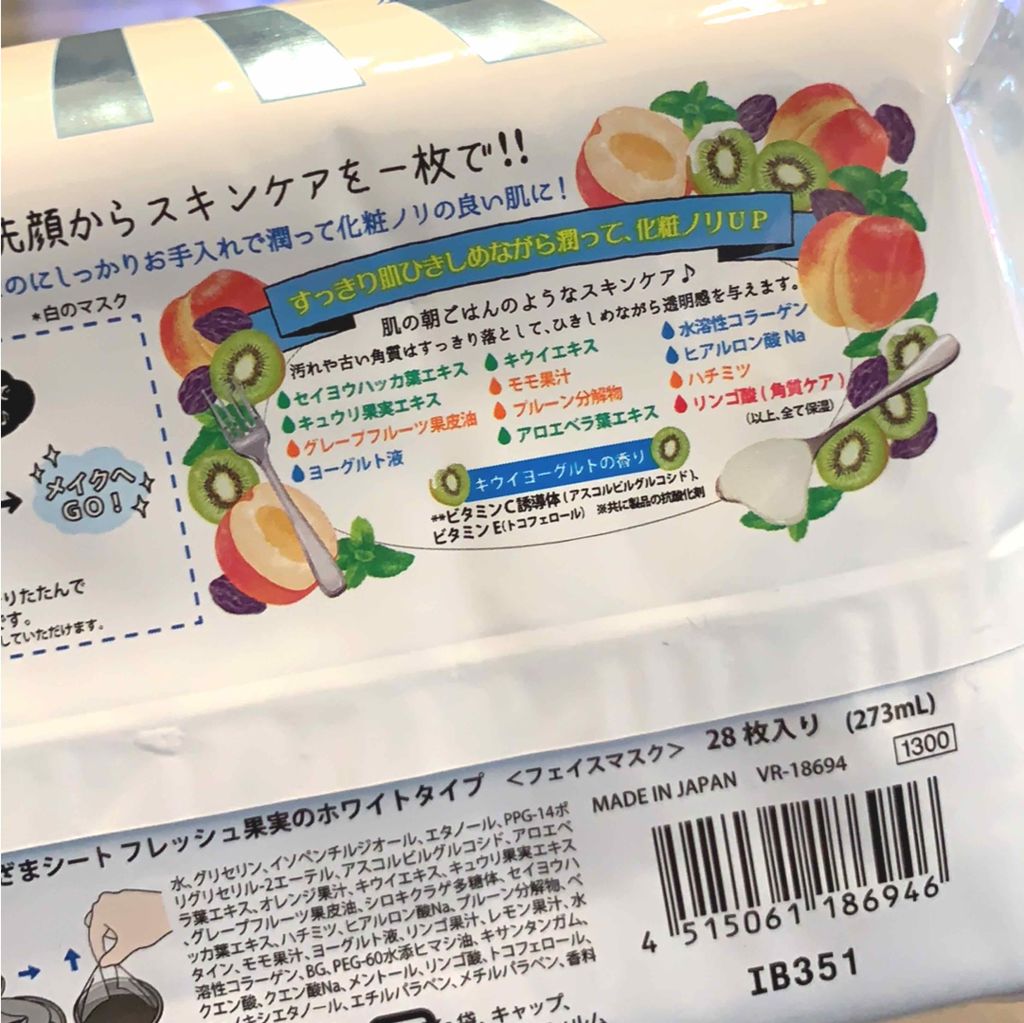 洗顔からスキンケアを一枚で!!
のにしっかりお手入れで潤って化粧ノリの良い肌に!
*白のマスク
メイクへ
GO!
りたたんで
です。
していただけます。
すっきり肌ひきしめながら潤って、化粧ノリUP
肌の朝ごはんのようなスキンケア♪
汚れや古い角質はすっきり落として、ひきしめながら透明感を与えます。
セイヨウハッカ葉エキス
キュウリ果実エキス
グレープフルーツ果皮油
ヨーグルト液
キウイエキス
モモ果汁
プルーン分解物
アロエベラ葉エキス
水溶性コラーゲン
ヒアルロン酸Na
ハチミツ
リンゴ酸(角質ケア)
(以上、全て保湿)
キウイヨーグルトの香り
**ビタミンC誘導体(アスコルビルグルコシド)、
ビタミンE(トコフェロール) ※共に製品の抗酸化剤
ざまシート フレッシュ果実のホワイトタイプ <フェイスマスク> 28枚入り (273mL)
水、グリセリン、イソペンチルジオール、エタノール、PPG-14ポ
リグリセリル-2エーテル、アスコルビルグルコシド、アロエベ
ラ葉エキス、オレンジ果汁、キウイエキス、キュウリ果実エキス
、グレープフルーツ果皮油、シロキクラゲ多糖体、セイヨウハ
ッカ葉エキス、ハチミツ、ヒアルロン酸Na、プルーン分解物、ベ
タイン、モモ果汁、ヨーグルト液、リンゴ果汁、レモン果汁、水
溶性コラーゲン、BG、PEG-60水添ヒマシ油、キサンタンガム、
クエン酸、クエン酸Na、メントール、リンゴ酸、トコフェロール、
ノキシエタノール、エチルパラベン、メチルパラベン、香料
袋、キャップ、
MADE IN JAPAN VR-18694
1300
4 515061 186946
IB351